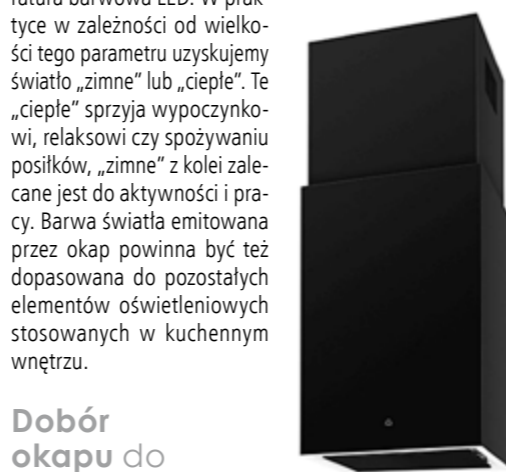 ratura barwowa LED. W prak-
tyce w zależności od wielko-
ści tego parametru uzyskujemy
światło „zimne” lub „ciepłe”. Te
„ciepłe” sprzyja wypoczynko-
wi, relaksowi czy spożywaniu
posiłków, „zimne” z kolei zale-
cane jest do aktywności i pra-
cy. Barwa światła emitowana
przez okap powinna być też
dopasowana do pozostałych
elementów oświetleniowych
stosowanych w kuchennym
wnętrzu.
Dobór
okapu do